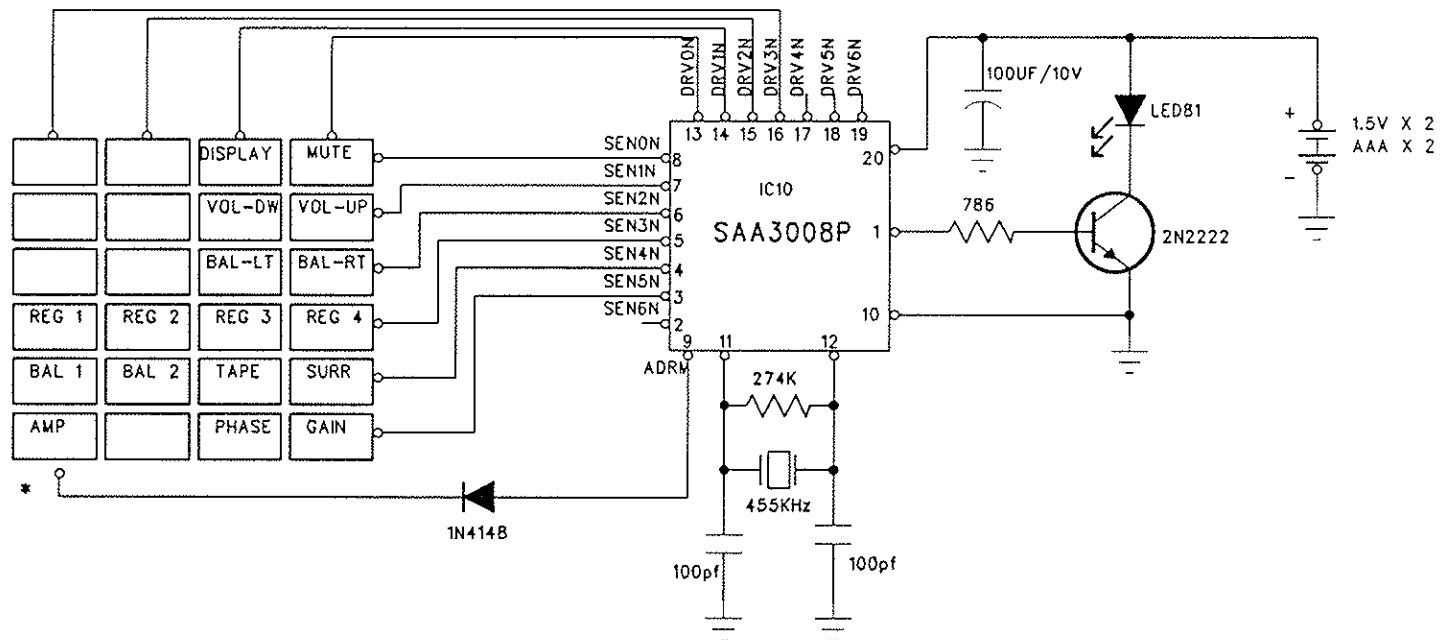 DRV0N
DRV1N
DRV2N
DRV3N
DRV4N
DRV5N
DRV6N
13 14 15 16 17 18 19
20
100UF/10V
LED81
+
1.5V X 2
AAA X 2
-
DISPLAY MUTE
VOL-DW VOL-UP
BAL-LT BAL-RT
REG 1 REG 2 REG 3 REG 4
BAL 1 BAL 2 TAPE SURR
AMP PHASE GAIN
*
SEN0N 8
SEN1N 7
SEN2N 6
SEN3N 5
SEN4N 4
SEN5N 3
SEN6N 2
IC10
SAA3008P
1
786
2N2222
10
9 11 12
ADRM
274K
455KHz
1N4148
100pf
100pf